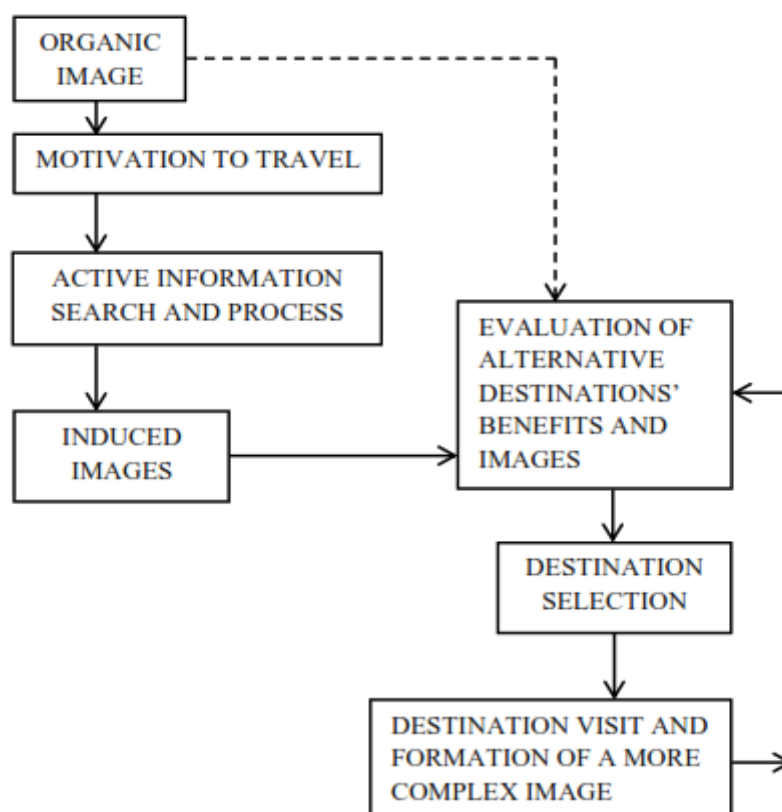 ORGANIC
IMAGE
MOTIVATION TO TRAVEL
ACTIVE INFORMATION
SEARCH AND PROCESS
INDUCED
IMAGES
EVALUATION OF
ALTERNATIVE
DESTINATIONS’
BENEFITS AND
IMAGES
DESTINATION
SELECTION
DESTINATION VISIT AND
FORMATION OF A MORE
COMPLEX IMAGE